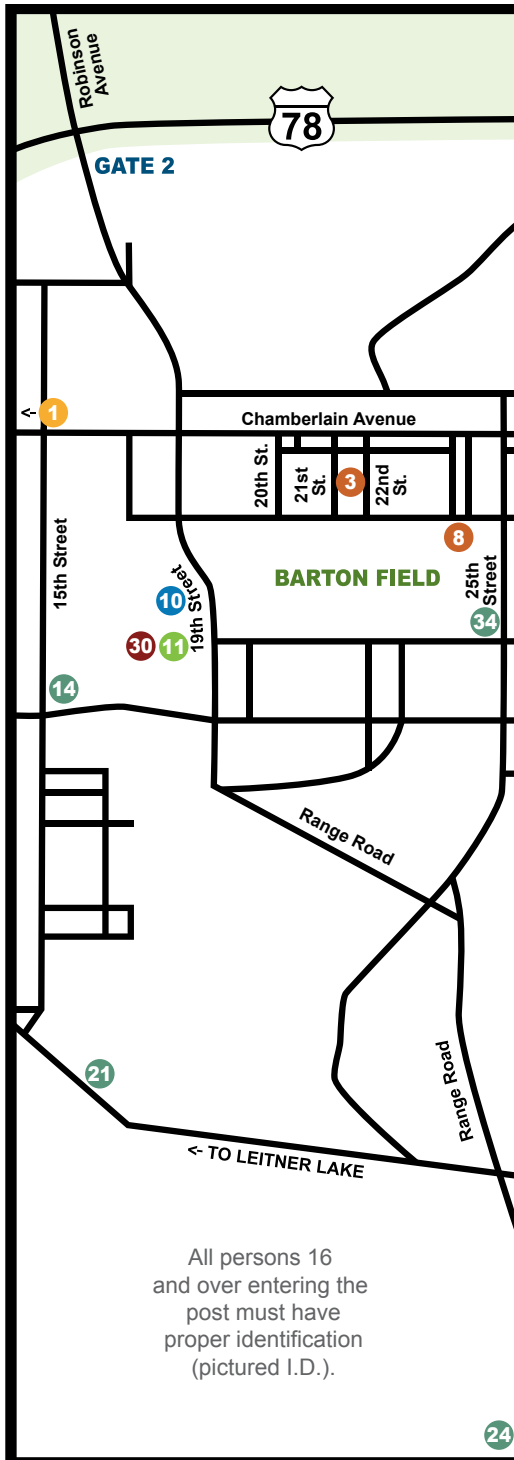 Robinson
Avenue
78
GATE 2
<- 1
Chamberlain Avenue
20th St.
21st
St.
3
22nd
St.
8
15th Street
BARTON FIELD
25th
Street
19th Street
10
34
30
11
14
Range Road
21
Range Road
<- TO LEITNER LAKE
All persons 16
and over entering the
post must have
proper identification
(pictured I.D.).
24